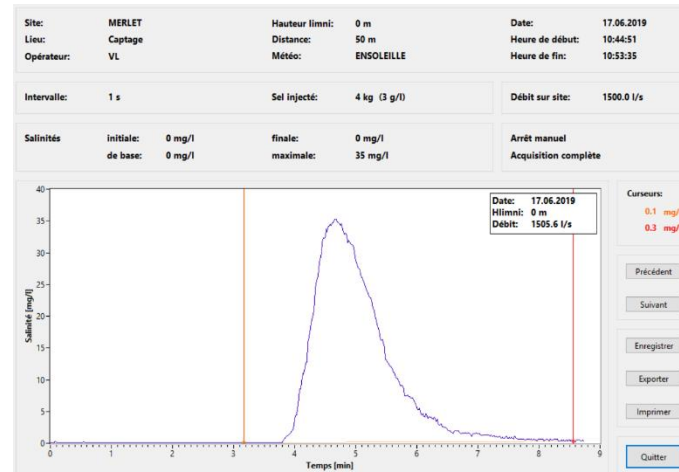 Site: MERLET Hauteur limni: 0 m Date: 17.06.2019
Lieu: Captage Distance: 50 m Heure de début: 10:44:51
Opérateur: VL Météo: ENSOLEILLE Heure de fin: 10:53:35
Intervalle: 1 s Sel injecté: 4 kg (3 g/l) Débit sur site: 1500.0 l/s
Salinités initiale: 0 mg/l finale: 0 mg/l Arrêt manuel
de base: 0 mg/l maximale: 35 mg/l Acquisition complète
Date: 17.06.2019
Hlimni: 0 m
Débit: 1505.6 l/s
Curseurs:
0.1 mg/
0.3 mg/
Précédent
Suivant
Enregistrer
Exporter
Imprimer
Quitter
Salinité [mg/l]
40
35
30
25
20
15
10
5
0
0 1 2 3 4 5 6 7 8 9
Temps [min]